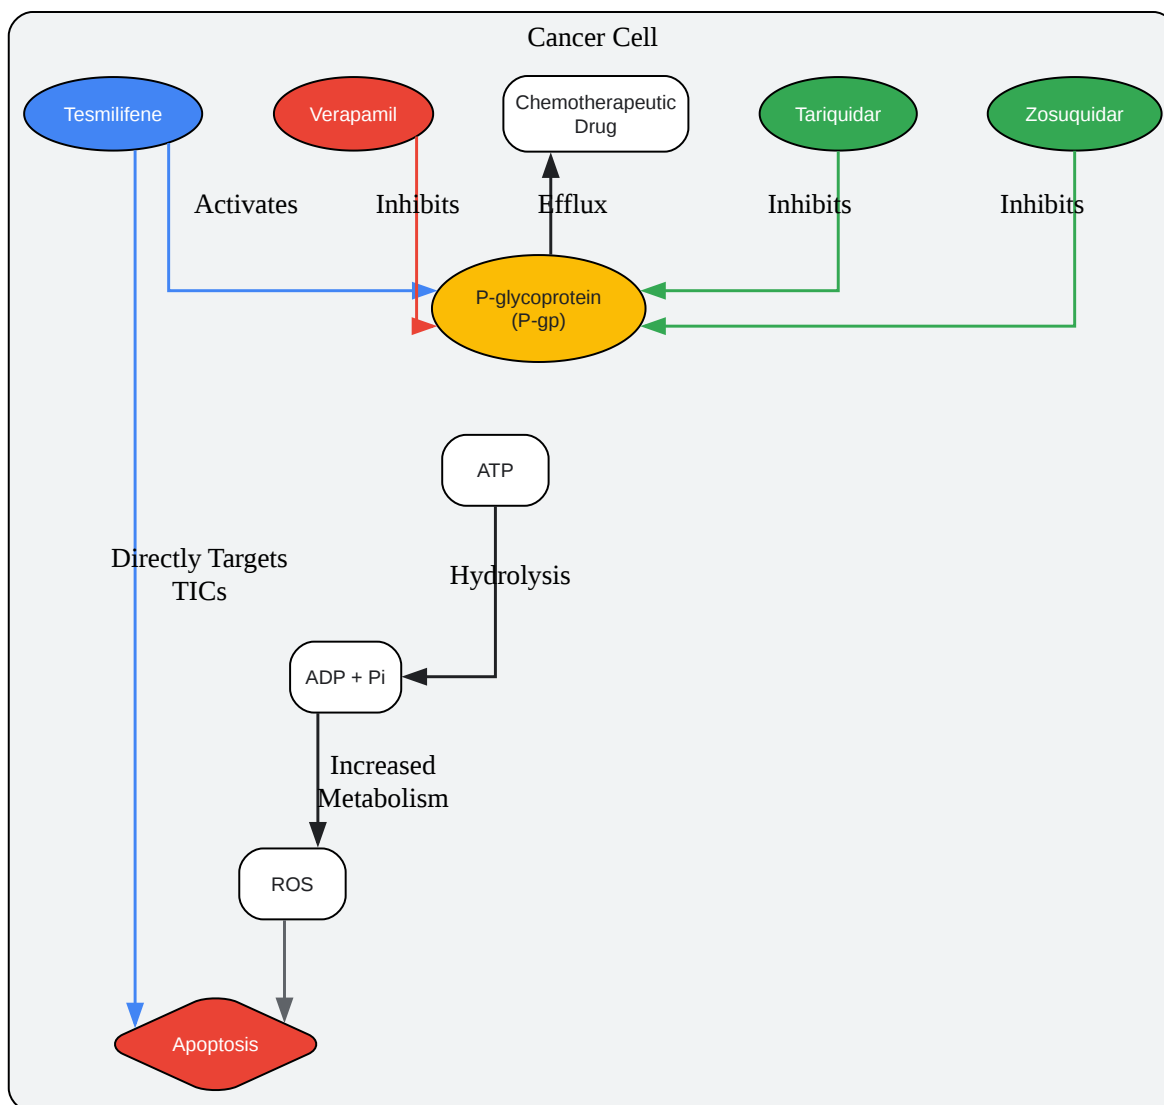 Cancer Cell
Tesmilifene
Verapamil
Chemotherapeutic
Drug
Tariquidar
Zosuquidar
Activates
Inhibits
Efflux
Inhibits
Inhibits
P-glycoprotein
(P-gp)
ATP
Directly Targets
TICs
Hydrolysis
ADP + Pi
Increased
Metabolism
ROS
Apoptosis